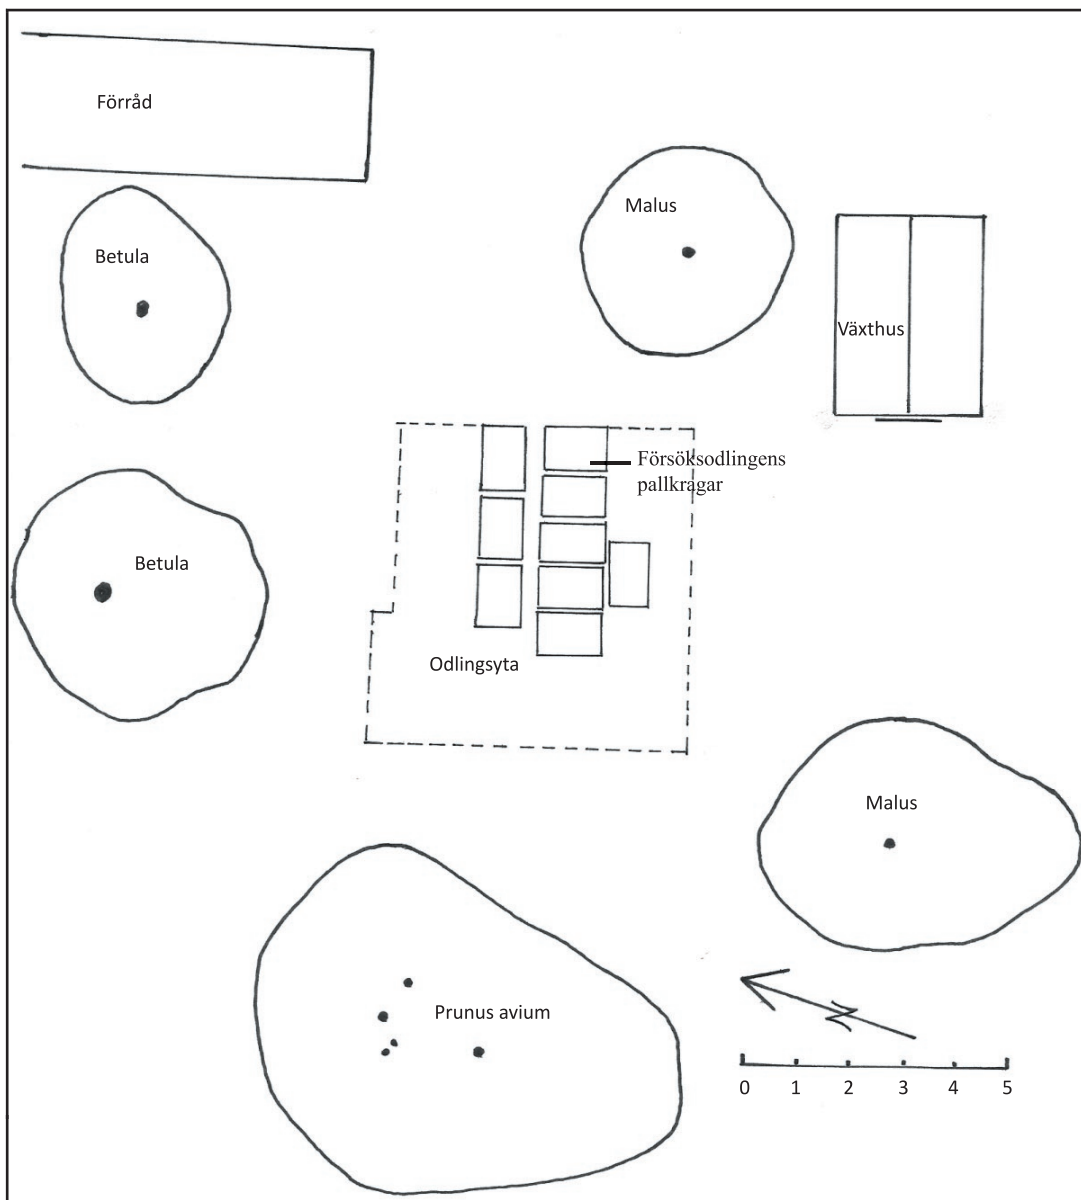 Förråd
Malus
Betula
Växthus
Försöksodlingens
pallkragar
Betula
Odlingsyta
Malus
Prunus avium
N
0 1 2 3 4 5